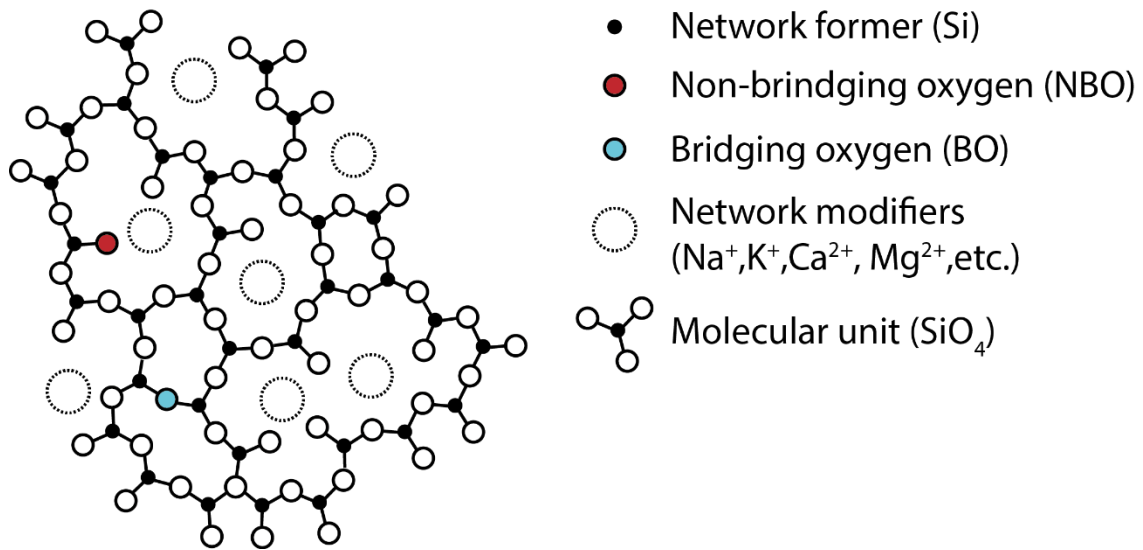 Network former (Si)
Non-brindging oxygen (NBO)
Bridging oxygen (BO)
Network modifiers
(Na⁺,K⁺,Ca²⁺, Mg²⁺,etc.)
Molecular unit (SiO₄)